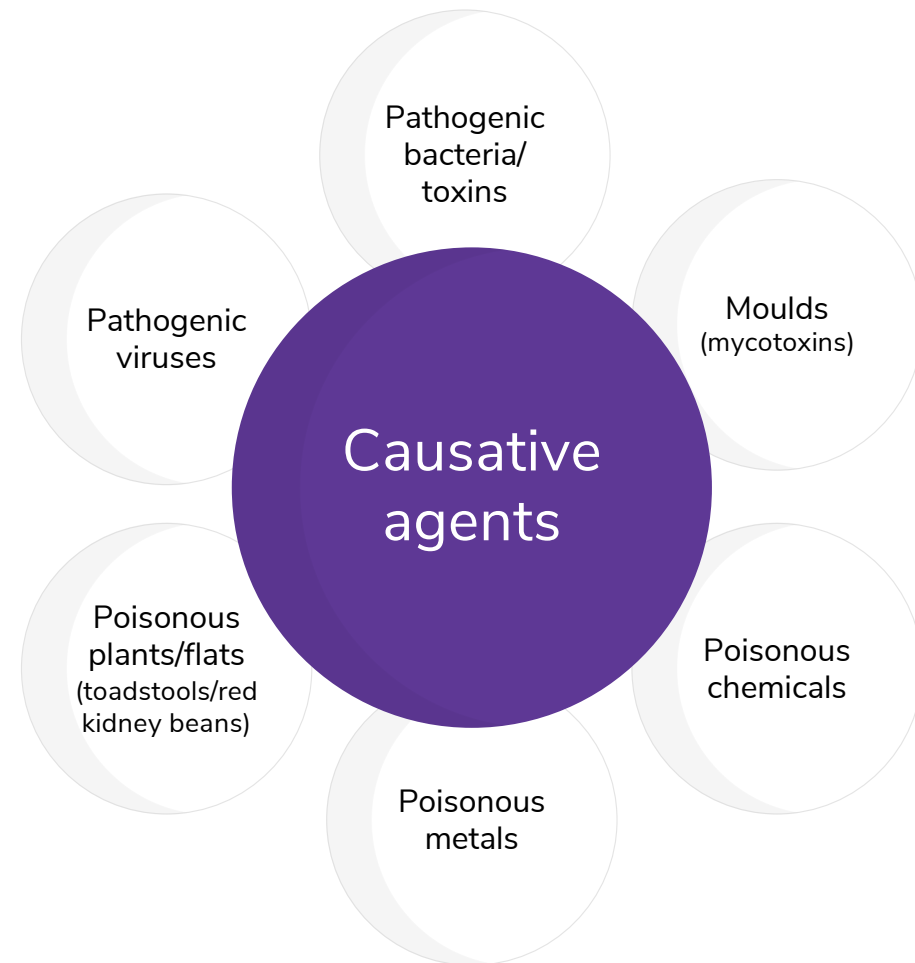 Pathogenic
bacteria/
toxins
Moulds
(mycotoxins)
Pathogenic
viruses
Causative
agents
Poisonous
plants/flats
(toadstools/red
kidney beans)
Poisonous
chemicals
Poisonous
metals